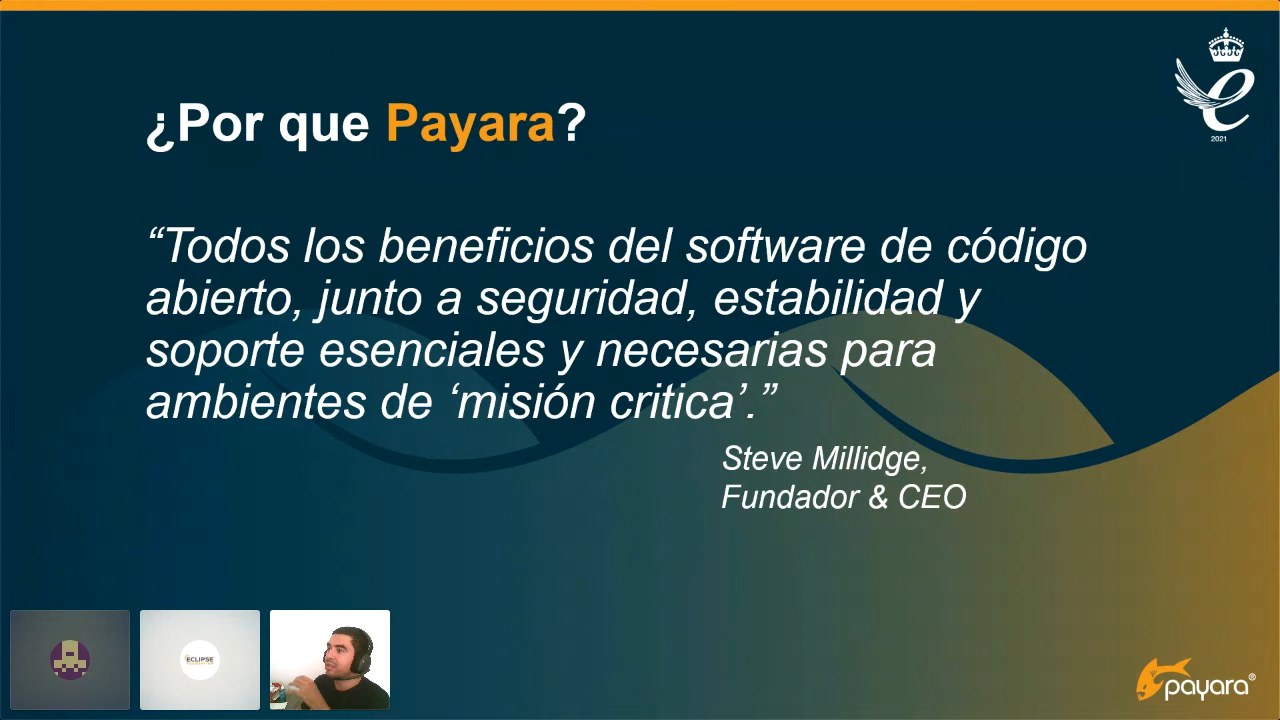 ¿Por que Payara?
“Todos los beneficios del software de código
abierto, junto a seguridad, estabilidad y
soporte esenciales y necesarias para
ambientes de ‘misión critica’.”
Steve Millidge,
Fundador & CEO
e
2021
ECLIPSE
FOUNDATION
payara®